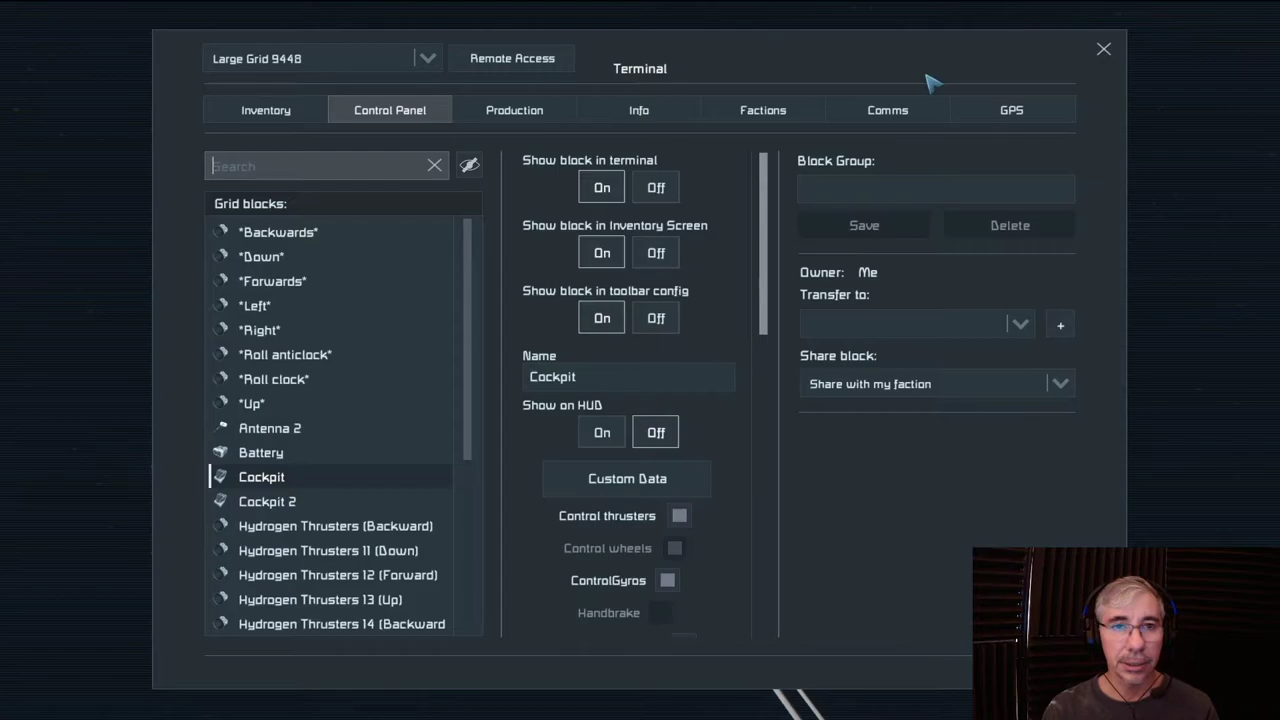 Large Grid 9448
Remote Access
Terminal
Inventory
Control Panel
Production
Info
Factions
Comms
GPS
Search
Grid blocks:
*Backwards*
*Down*
*Forwards*
*Left*
*Right*
*Roll anticlock*
*Roll clock*
*Up*
Antenna 2
Battery
Cockpit
Cockpit 2
Hydrogen Thrusters (Backward)
Hydrogen Thrusters 11 (Down)
Hydrogen Thrusters 12 (Forward)
Hydrogen Thrusters 13 (Up)
Hydrogen Thrusters 14 (Backward
Show block in terminal
On Off
Show block in Inventory Screen
On Off
Show block in toolbar config
On Off
Name
Cockpit
Show on HUD
On Off
Custom Data
Control thrusters
Control wheels
ControlGyros
Handbrake
Block Group:
Save
Delete
Owner: Me
Transfer to:
+
Share block:
Share with my faction